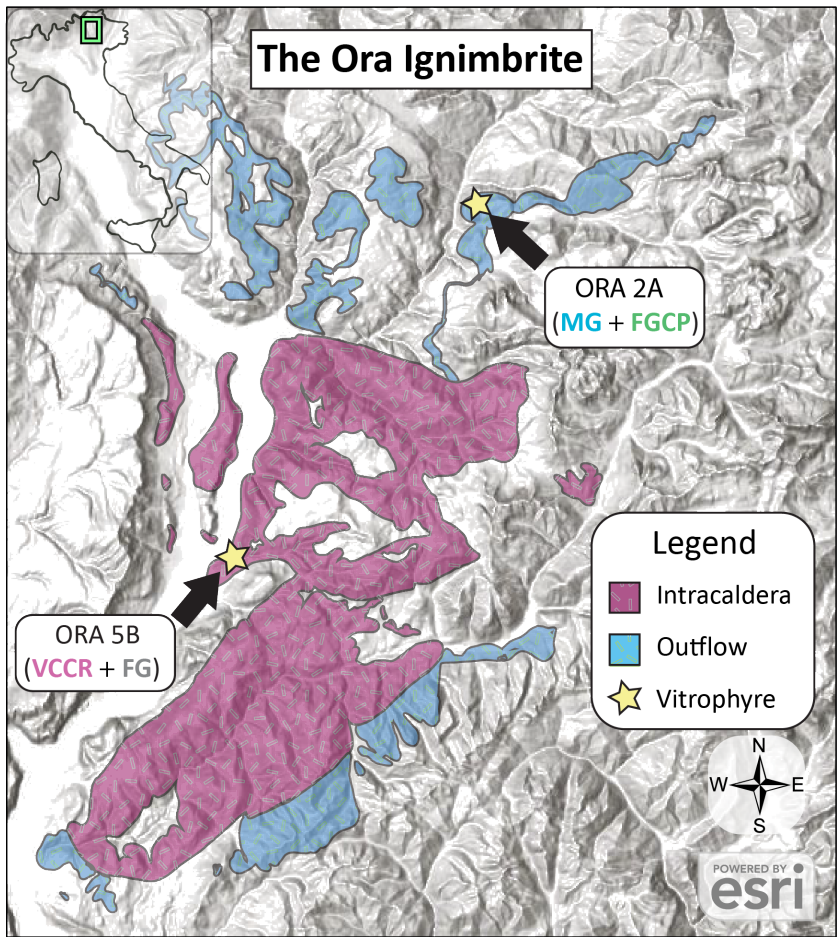 The Ora Ignimbrite
ORA 2A
(MG + FGCP)
ORA 5B
(VCCR + FG)
Legend
Intracaldera
Outflow
Vitrophyre
N
W E
S
POWERED BY
esri